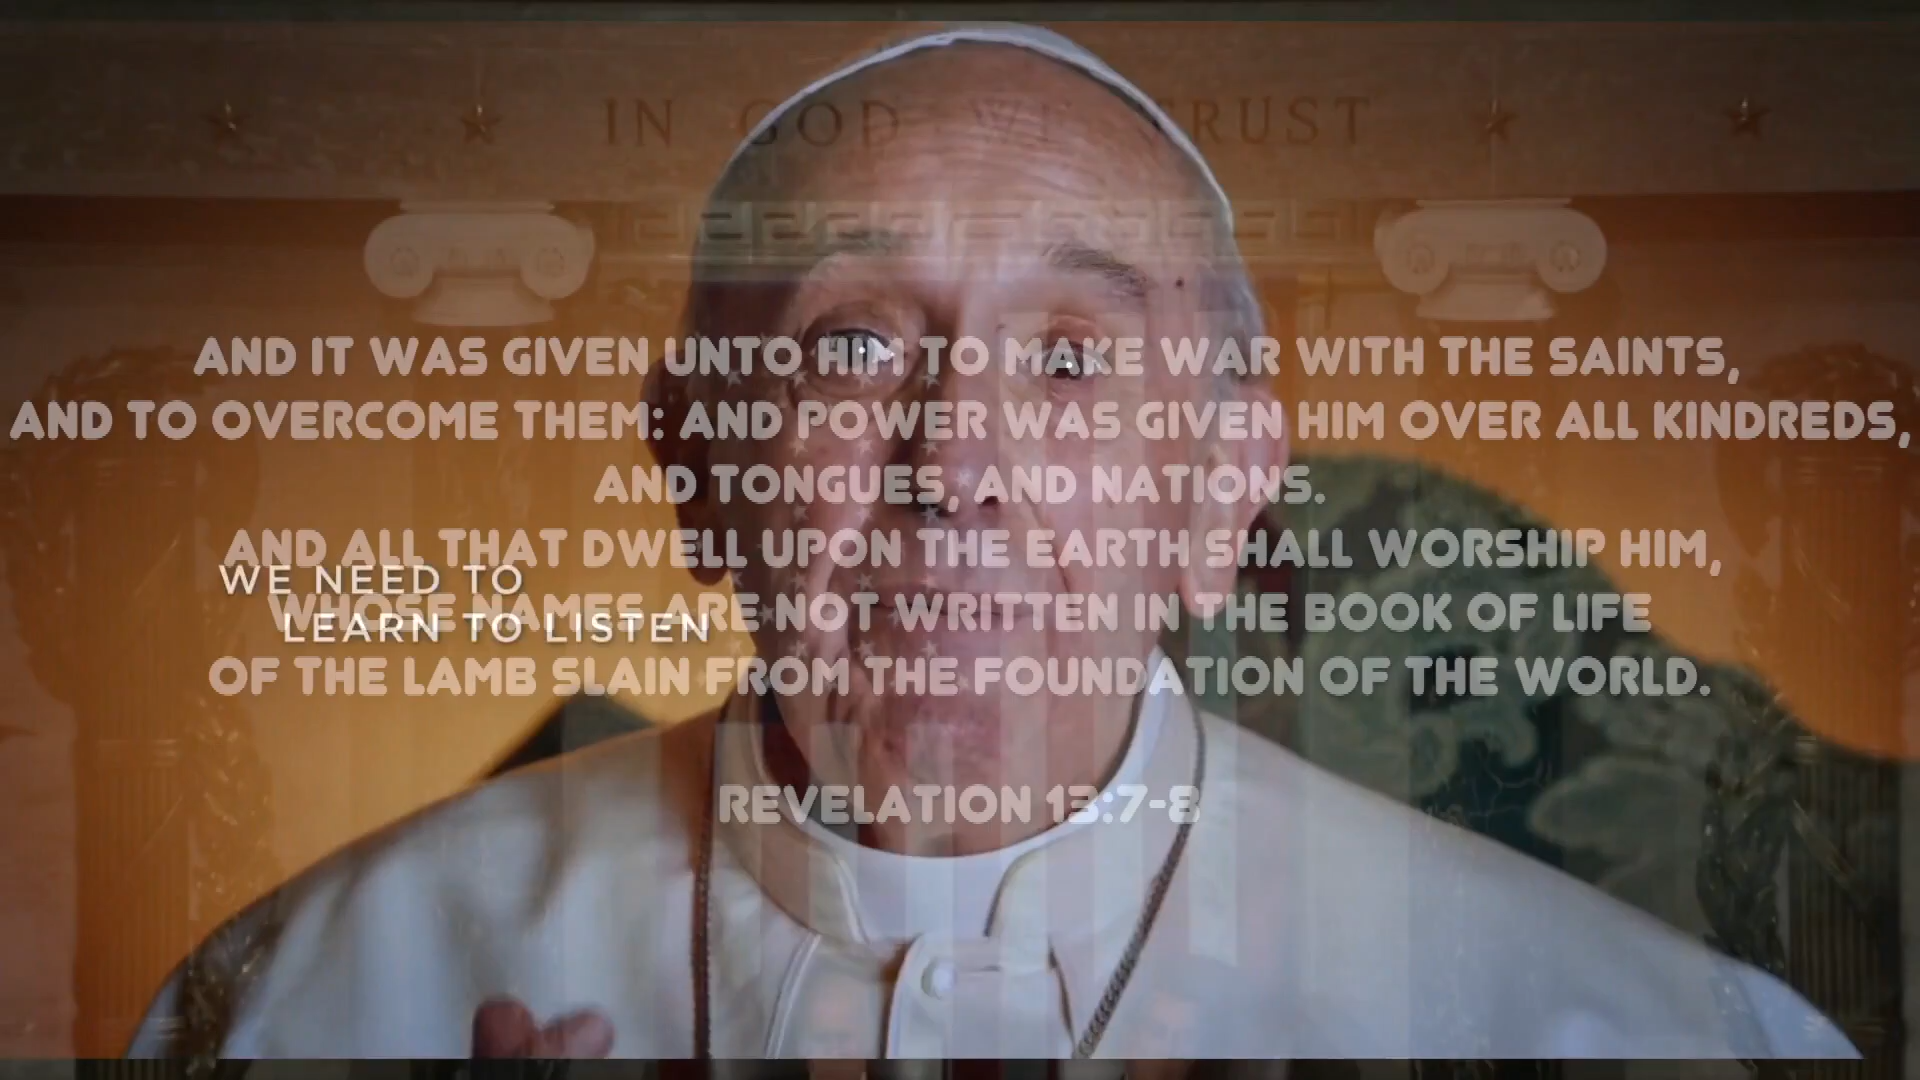 IN GOD WE TRUST
AND IT WAS GIVEN UNTO HIM TO MAKE WAR WITH THE SAINTS,
AND TO OVERCOME THEM: AND POWER WAS GIVEN HIM OVER ALL KINDREDS,
AND TONGUES, AND NATIONS.
AND ALL THAT DWELL UPON THE EARTH SHALL WORSHIP HIM,
WE NEED TO
WHOSE NAMES ARE NOT WRITTEN IN THE BOOK OF LIFE
LEARN TO LISTEN
OF THE LAMB SLAIN FROM THE FOUNDATION OF THE WORLD.
REVELATION 13:7-8